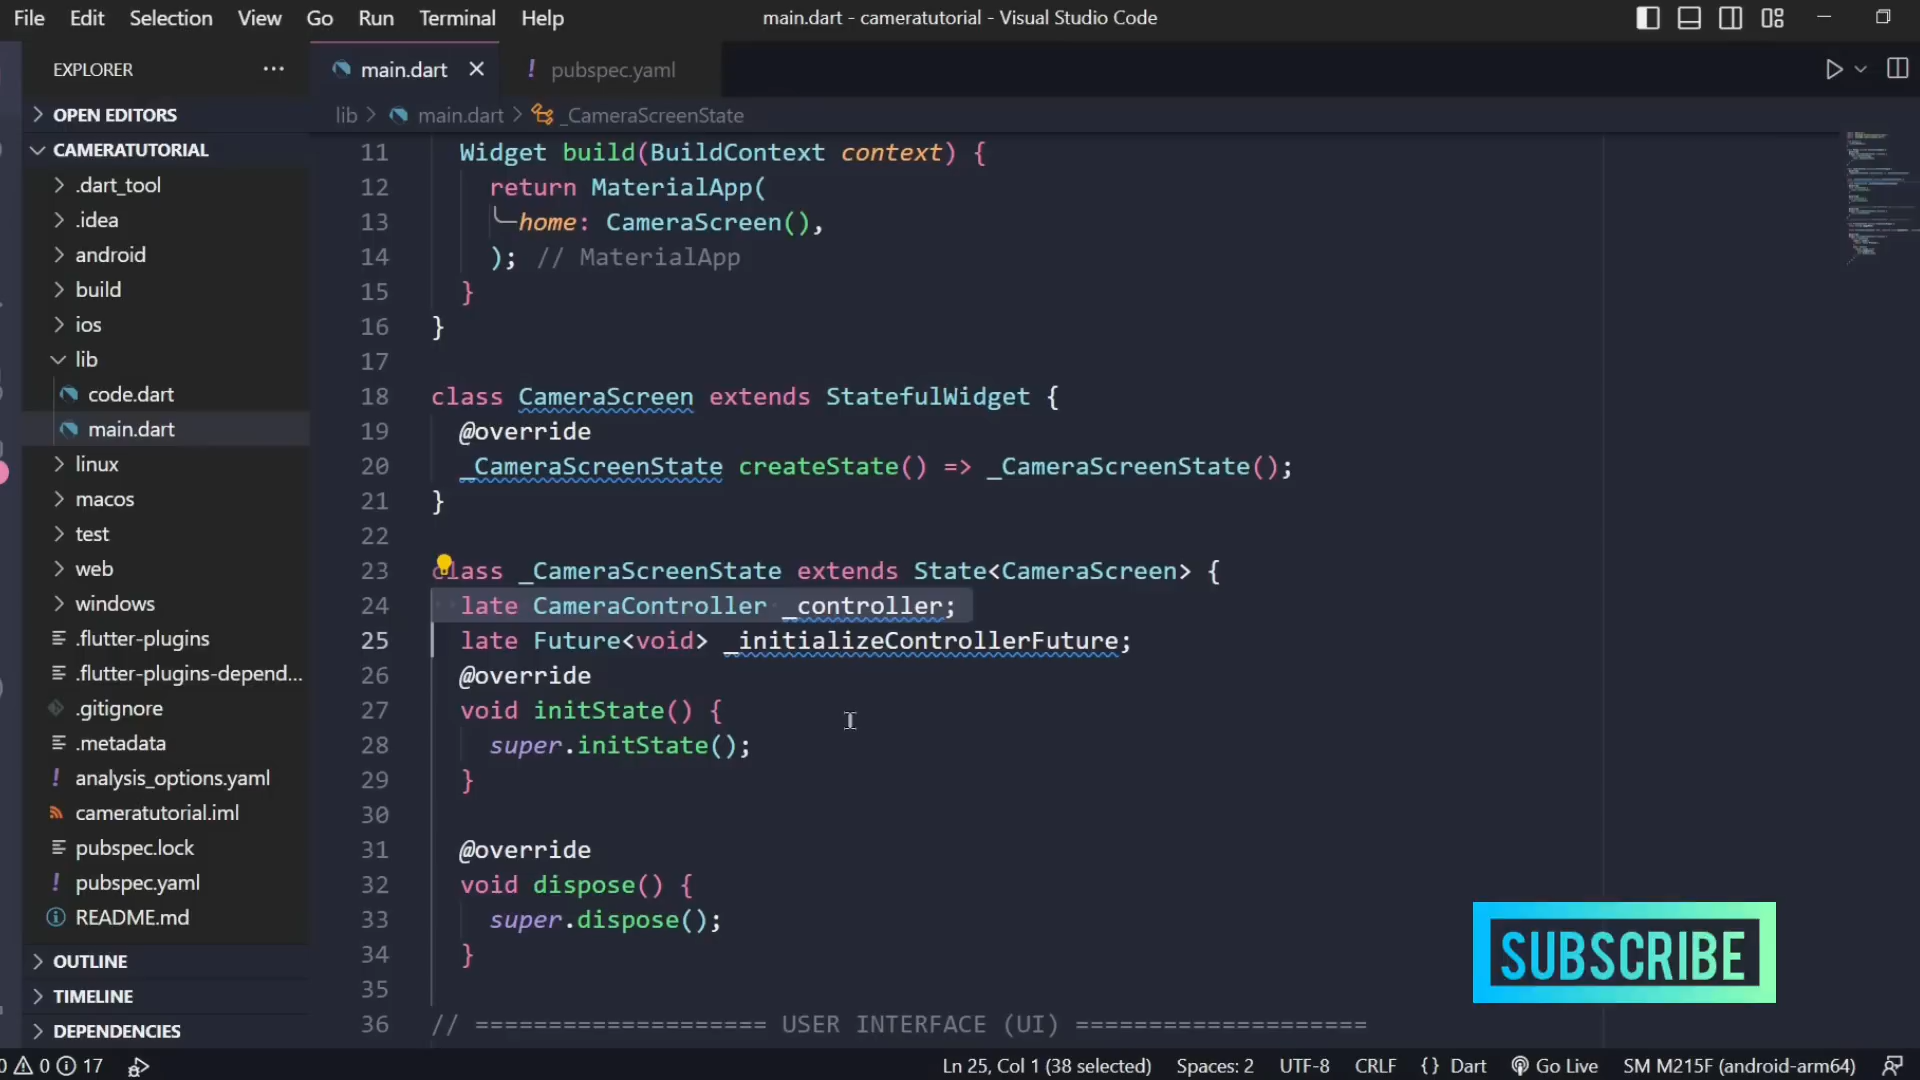 File Edit Selection View Go Run Terminal Help
main.dart - cameratutorial - Visual Studio Code
EXPLORER
OPEN EDITORS
CAMERATUTORIAL
.dart_tool
.idea
android
build
ios
lib
code.dart
main.dart
linux
macos
test
web
windows
.flutter-plugins
.flutter-plugins-depend...
.gitignore
.metadata
analysis_options.yaml
cameratutorial.iml
pubspec.lock
pubspec.yaml
README.md
OUTLINE
TIMELINE
DEPENDENCIES
main.dart
! pubspec.yaml
lib > main.dart > _CameraScreenState
11 Widget build(BuildContext context) {
12 return MaterialApp(
13 home: CameraScreen(),
14 ); // MaterialApp
15 }
16 }
17
18 class CameraScreen extends StatefulWidget {
19 @override
20 _CameraScreenState createState() => _CameraScreenState();
21 }
22
23 class _CameraScreenState extends State<CameraScreen> {
24 late CameraController _controller;
25 late Future<void> _initializeControllerFuture;
26 @override
27 void initState() {
28 super.initState();
29 }
30
31 @override
32 void dispose() {
33 super.dispose();
34 }
35
36 // ==================== USER INTERFACE (UI) ====================
SUBSCRIBE
0 0 17
Ln 25, Col 1 (38 selected) Spaces: 2 UTF-8 CRLF {} Dart Go Live SM M215F (android-arm64)